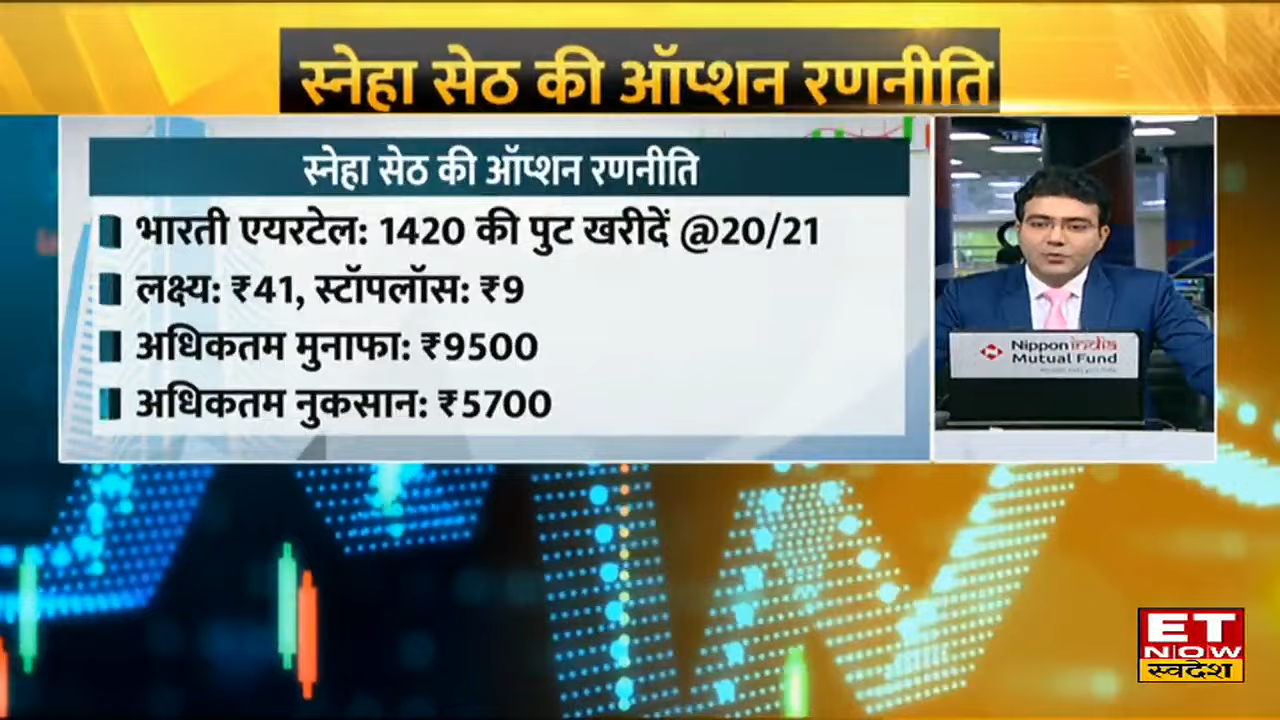 स्नेहा सेठ की ऑप्शन रणनीति
स्नेहा सेठ की ऑप्शन रणनीति
भारती एयरटेल: 1420 की पुट खरीदें @20/21
लक्ष्य: ₹41, स्टॉपलॉस: ₹9
अधिकतम मुनाफा: ₹9500
अधिकतम नुकसान: ₹5700
Nippon india
Mutual Fund
ET
NOW
स्वदेश